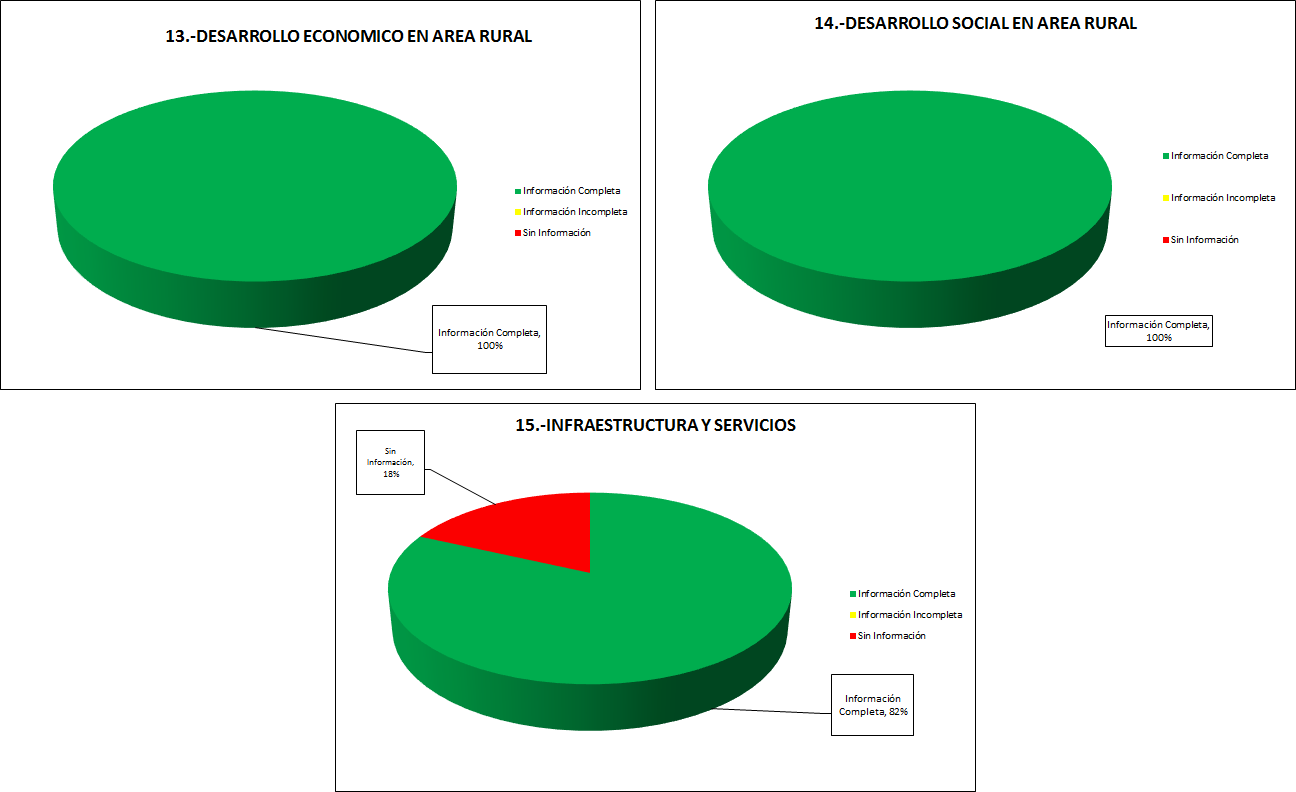 13.-DESARROLLO ECONOMICO EN AREA RURAL
Información Completa
Información Incompleta
Sin Información
Información Completa,
100%
14.-DESARROLLO SOCIAL EN AREA RURAL
Información Completa
Información Incompleta
Sin Información
Información Completa,
100%
15.-INFRAESTRUCTURA Y SERVICIOS
Sin
Información,
18%
Información Completa
Información Incompleta
Sin Información
Información
Completa, 82%